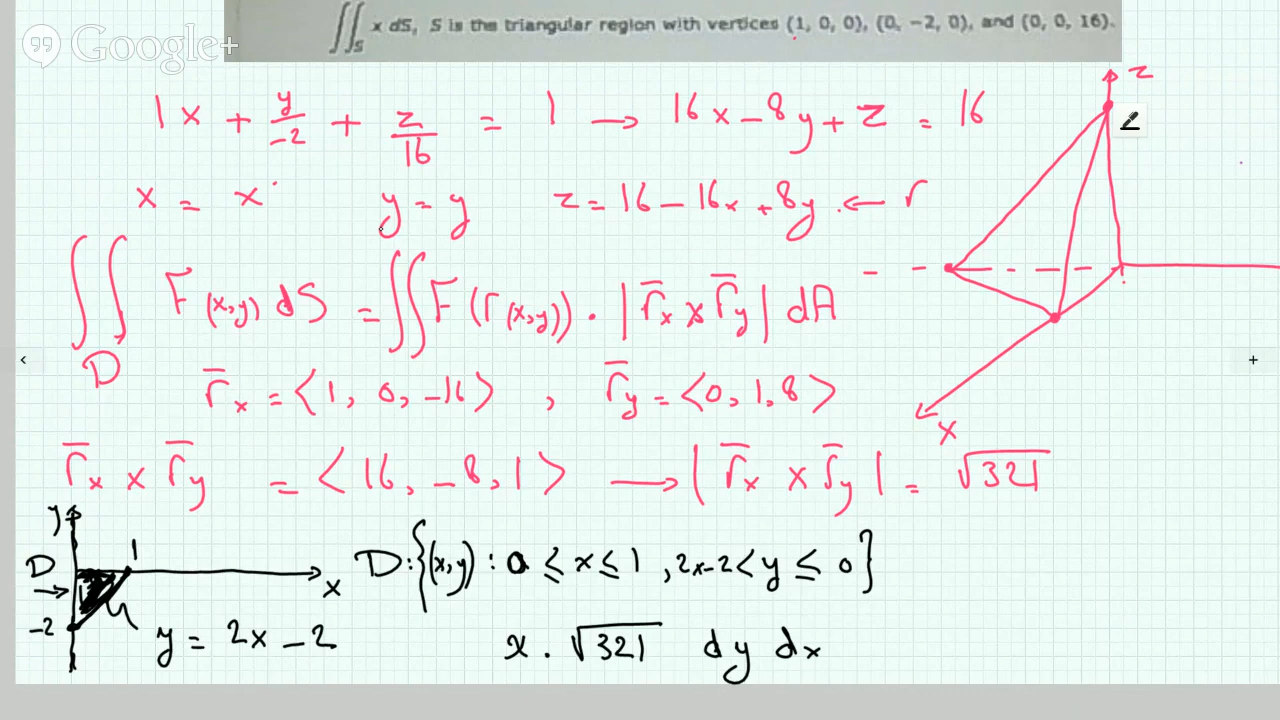 ∬_S x dS, S is the triangular region with vertices (1, 0, 0), (0, −2, 0), and (0, 0, 16).
Google+
1x + y/-2 + z/16 = 1 → 16x - 8y + z = 16
z
x = x y = y z = 16 - 16x + 8y ← r
∬_D F(x,y) dS = ∬ F(r(x,y)) · |r̄x × r̄y| dA
r̄x = <1, 0, -16> , r̄y = <0, 1, 8>
x
r̄x × r̄y = <16, -8, 1> → |r̄x × r̄y| = √321
y
D 1 x
-2
y = 2x - 2
D:{(x,y) : 0 ≤ x ≤ 1 , 2x-2 < y ≤ 0}
x · √321 dy dx